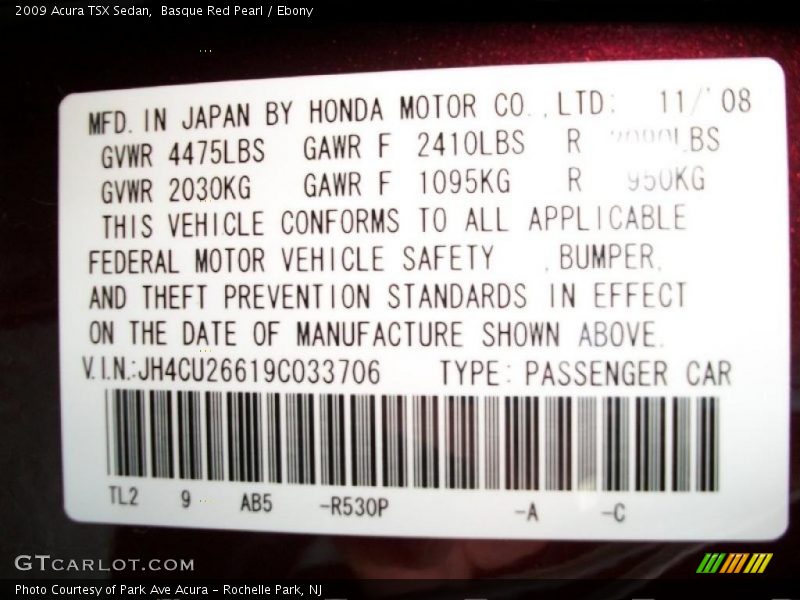 2009 Acura TSX Sedan, Basque Red Pearl / Ebony
MFD. IN JAPAN BY HONDA MOTOR CO., LTD: 11/'08
GVWR 4475LBS GAWR F 2410LBS R 2090LBS
GVWR 2030KG GAWR F 1095KG R 950KG
THIS VEHICLE CONFORMS TO ALL APPLICABLE
FEDERAL MOTOR VEHICLE SAFETY , BUMPER,
AND THEFT PREVENTION STANDARDS IN EFFECT
ON THE DATE OF MANUFACTURE SHOWN ABOVE.
V.I.N.:JH4CU26619C033706 TYPE: PASSENGER CAR
TL2 9 AB5 -R530P -A -C
GTCARLOT.COM
Photo Courtesy of Park Ave Acura - Rochelle Park, NJ